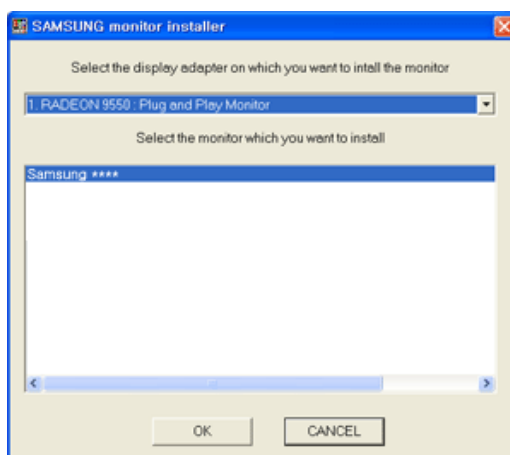 SAMSUNG monitor installer
Select the display adapter on which you want to intall the monitor
1. RADEON 9550 : Plug and Play Monitor
Select the monitor which you want to install
Samsung ****
OK
CANCEL